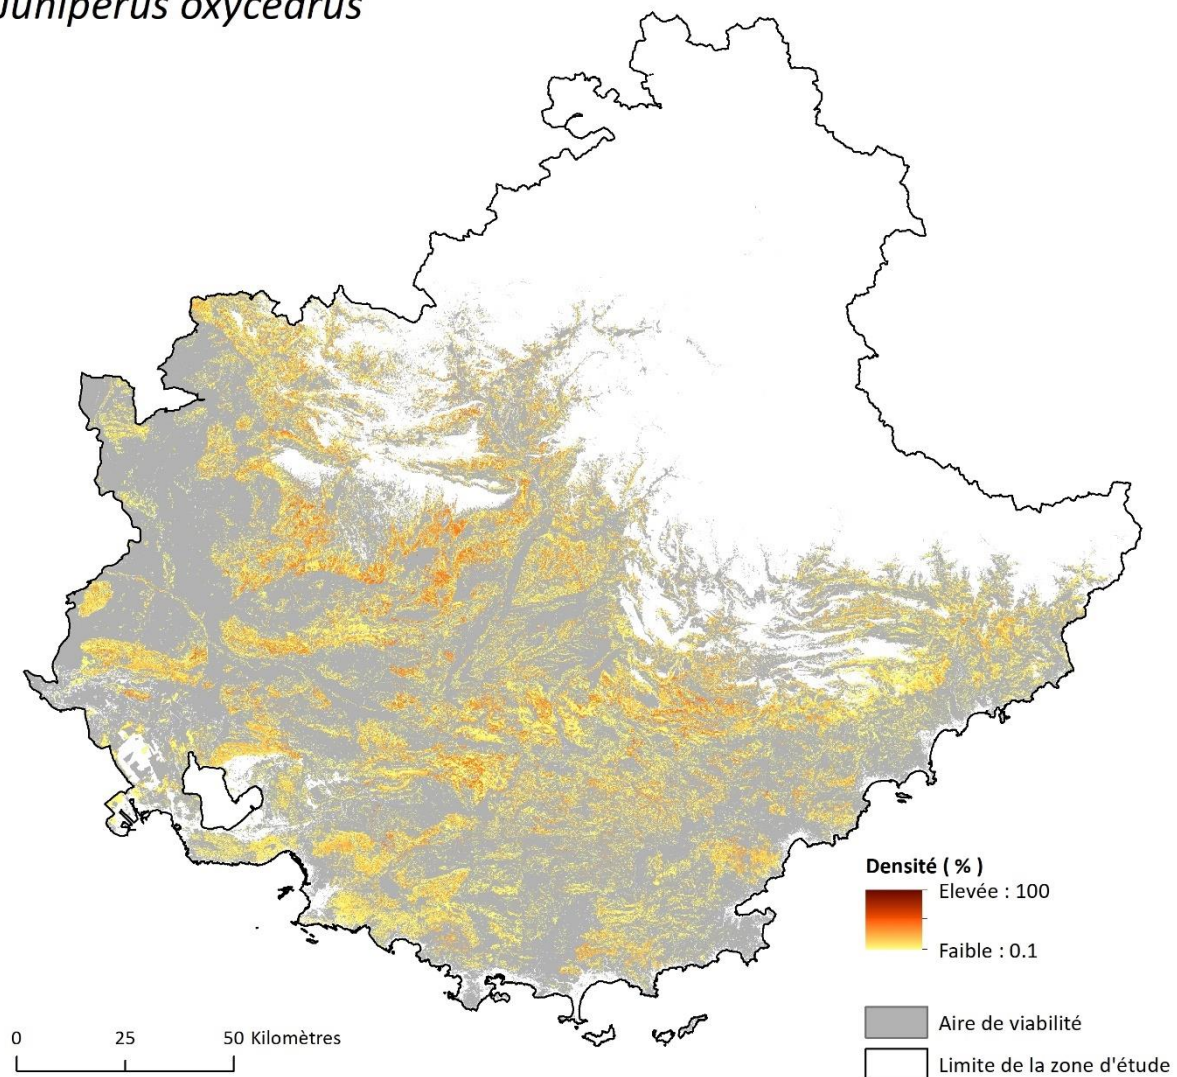 Juniperus oxycedrus
Densité ( % )
Elevée : 100
Faible : 0.1
Aire de viabilité
Limite de la zone d'étude
0 25 50 Kilomètres